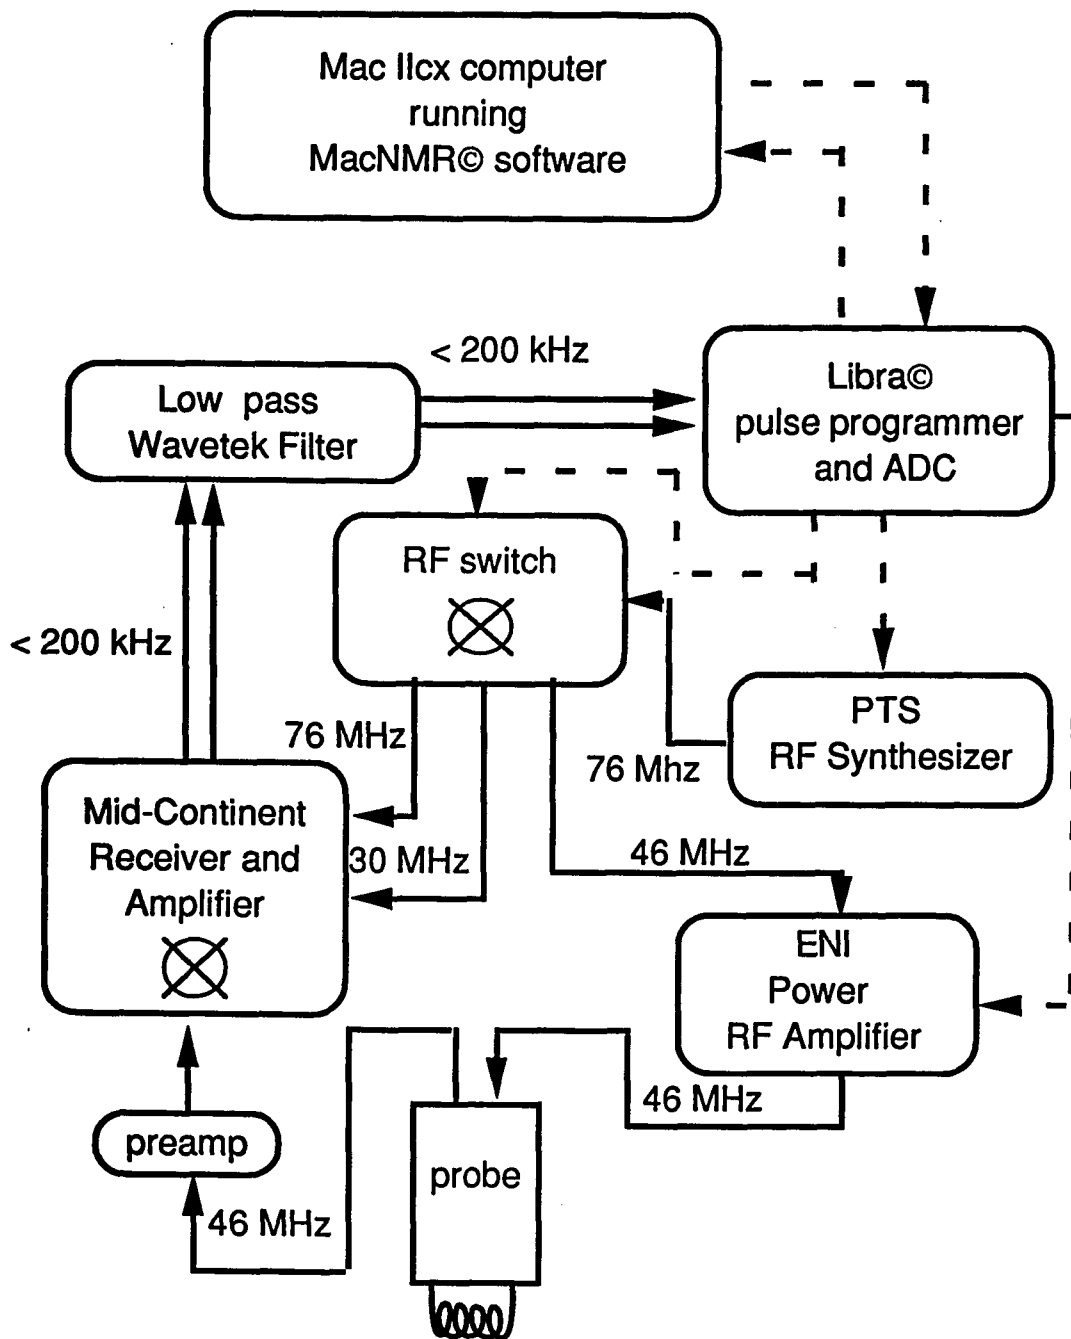 Mac IIcx computer
running
MacNMR© software
< 200 kHz
Low pass
Wavetek Filter
Libra©
pulse programmer
and ADC
RF switch
< 200 kHz
PTS
RF Synthesizer
76 MHz
76 Mhz
Mid-Continent
Receiver and
Amplifier
30 MHz
46 MHz
ENI
Power
RF Amplifier
46 MHz
preamp
probe
46 MHz